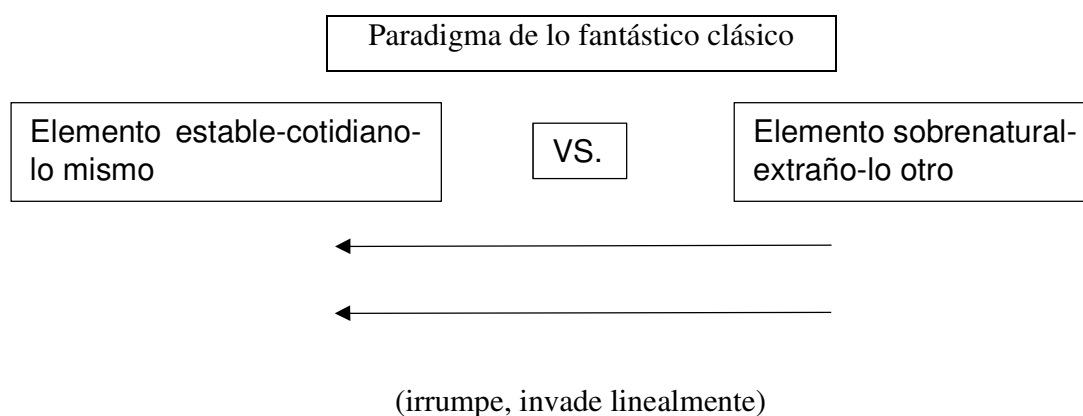 Paradigma de lo fantástico clásico
Elemento estable-cotidiano-
lo mismo
VS.
Elemento sobrenatural-
extraño-lo otro
(irrumpe, invade linealmente)